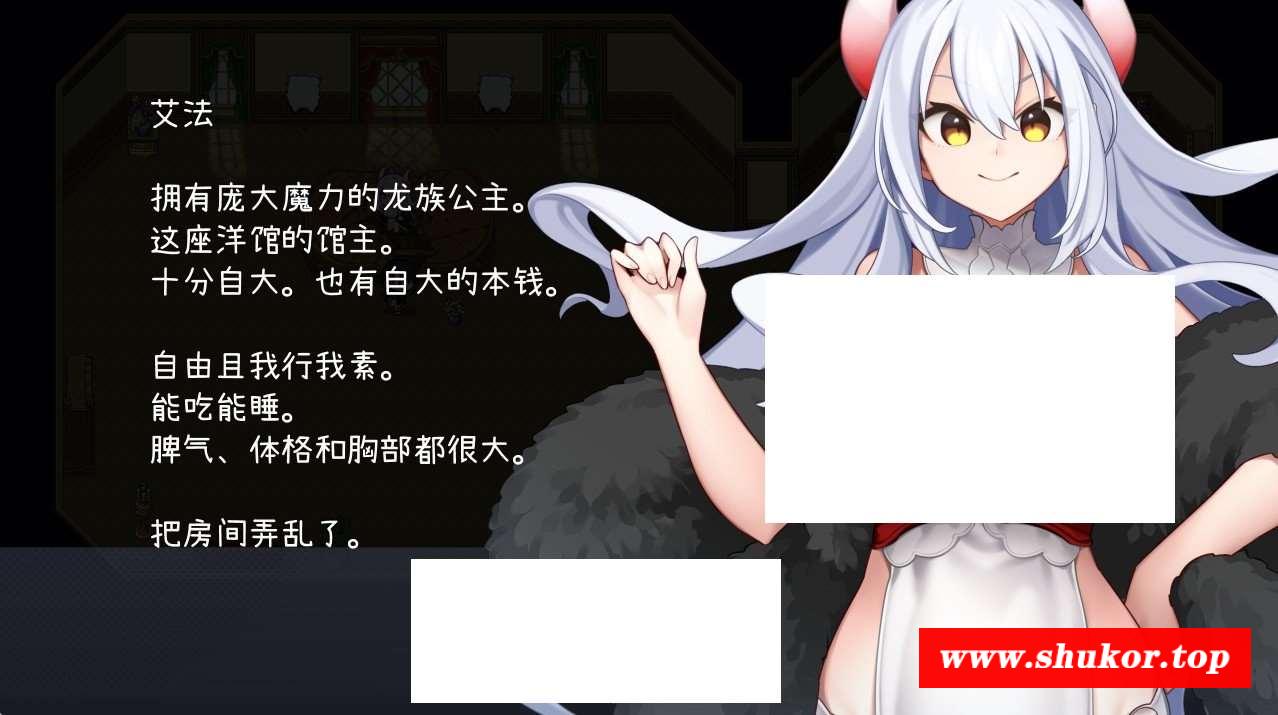 艾法
拥有庞大魔力的龙族公主。
这座洋馆的馆主。
十分自大。也有自大的本钱。
自由且我行我素。
能吃能睡。
脾气、体格和胸部都很大。
把房间弄乱了。
www.shukor.top